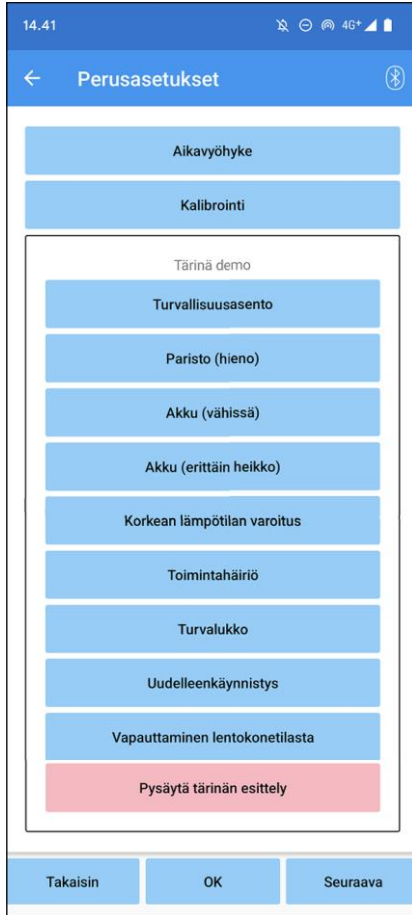 14.41
4G+
Perusasetukset
Aikavyöhyke
Kalibrointi
Tärinä demo
Turvallisuusasento
Paristo (hieno)
Akku (vähissä)
Akku (erittäin heikko)
Korkean lämpötilan varoitus
Toimintahäiriö
Turvalukko
Uudelleenkäynnistys
Vapauttaminen lentokonetilasta
Pysäytä tärinän esittely
Takaisin
OK
Seuraava